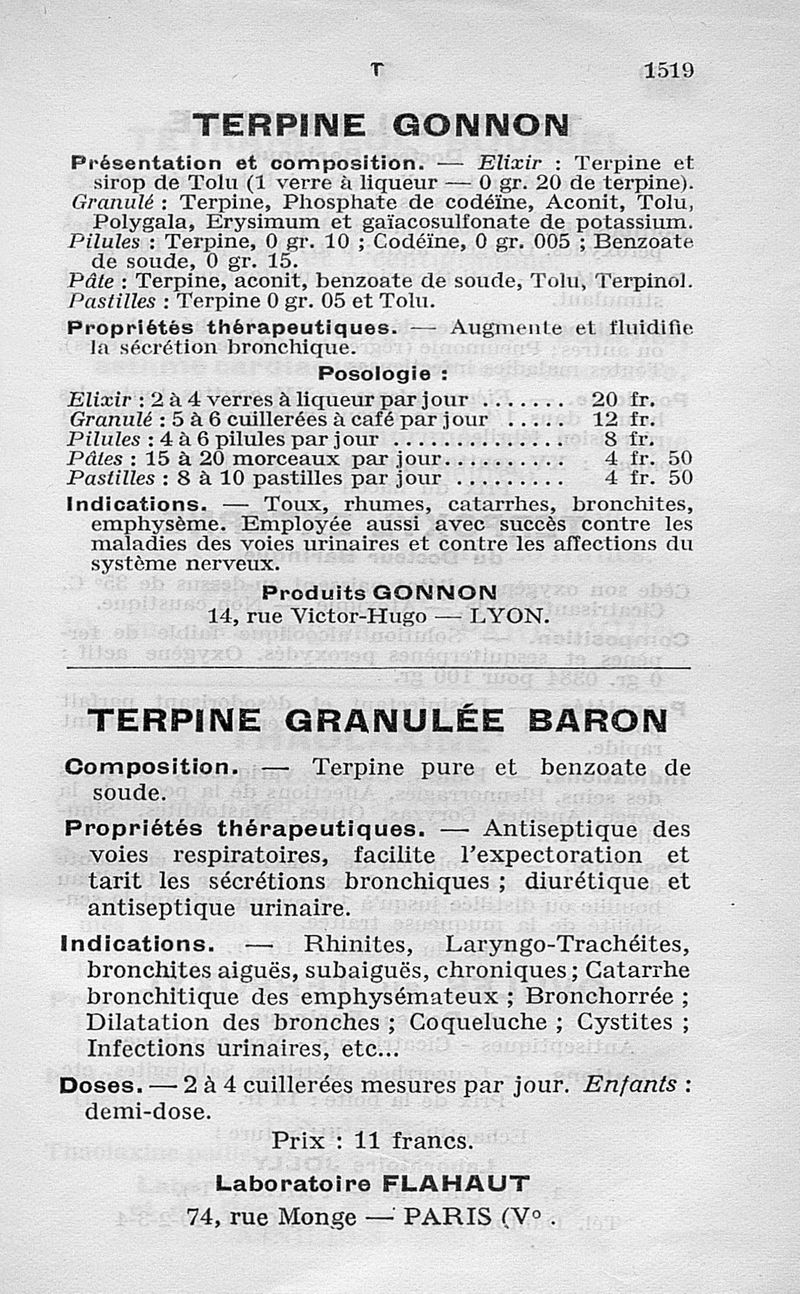 T 1519
TERPINE GONNON
Présentation et composition. — Elixir : Terpine et
sirop de Tolu (1 verre à liqueur — 0 gr. 20 de terpine).
Granulé : Terpine, Phosphate de codéïne, Aconit, Tolu,
Polygala, Erysimum et gaïacosulfonate de potassium.
Pilules : Terpine, 0 gr. 10 ; Codéïne, 0 gr. 005 ; Benzoate
de soude, 0 gr. 15.
Pâte : Terpine, aconit, benzoate de soude, Tolu, Terpinol.
Pastilles : Terpine 0 gr. 05 et Tolu.
Propriétés thérapeutiques. — Augmente et fluidifie
la sécrétion bronchique.
Posologie :
Elixir : 2 à 4 verres à liqueur par jour ....... 20 fr.
Granulé : 5 à 6 cuillerées à café par jour ..... 12 fr.
Pilules : 4 à 6 pilules par jour ............. 8 fr.
Pâtes : 15 à 20 morceaux par jour.......... 4 fr. 50
Pastilles : 8 à 10 pastilles par jour ......... 4 fr. 50
Indications. — Toux, rhumes, catarrhes, bronchites,
emphysème. Employée aussi avec succès contre les
maladies des voies urinaires et contre les affections du
système nerveux.
Produits GONNON
14, rue Victor-Hugo — LYON.
TERPINE GRANULÉE BARON
Composition. — Terpine pure et benzoate de
soude.
Propriétés thérapeutiques. — Antiseptique des
voies respiratoires, facilite l'expectoration et
tarit les sécrétions bronchiques ; diurétique et
antiseptique urinaire.
Indications. — Rhinites, Laryngo-Trachéites,
bronchites aiguës, subaiguës, chroniques ; Catarrhe
bronchitique des emphysémateux ; Bronchorrée ;
Dilatation des bronches ; Coqueluche ; Cystites ;
Infections urinaires, etc...
Doses. — 2 à 4 cuillerées mesures par jour. Enfants :
demi-dose.
Prix : 11 francs.
Laboratoire FLAHAUT
74, rue Monge — PARIS (Vº .